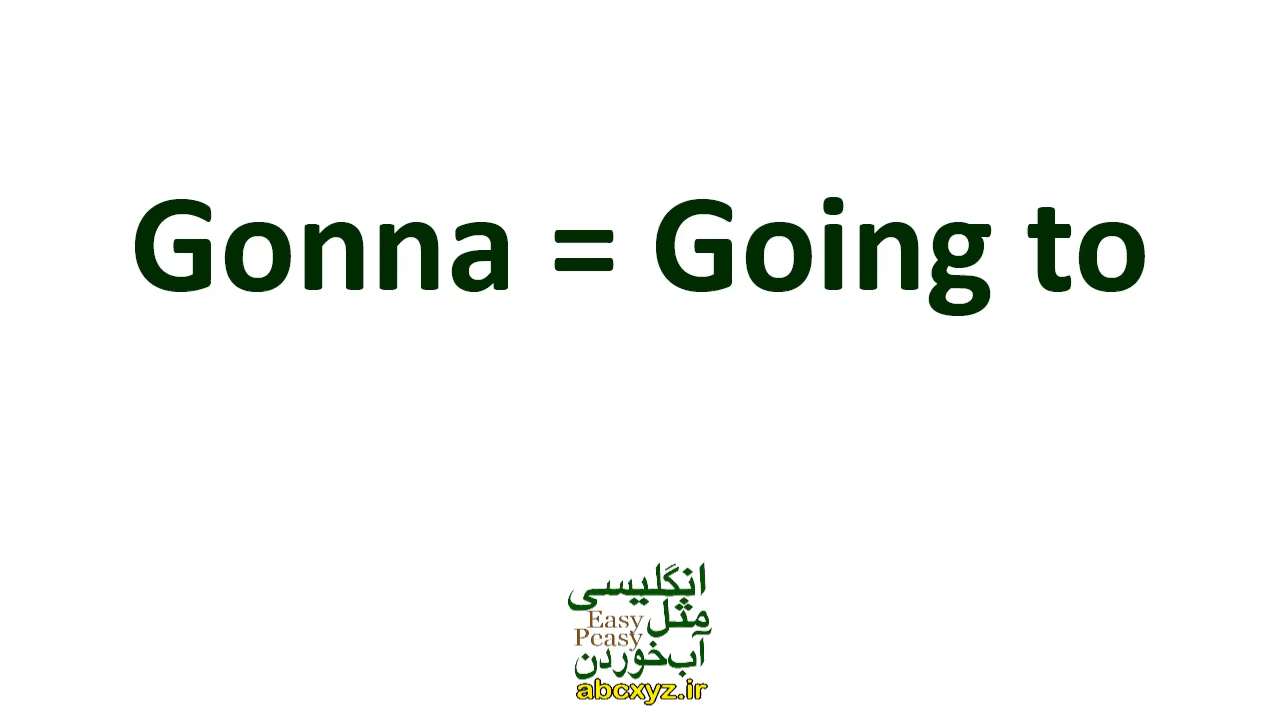 Gonna = Going to
انگلیسی
مثل
Easy
Peasy
آب‌خوردن
abcxyz.ir